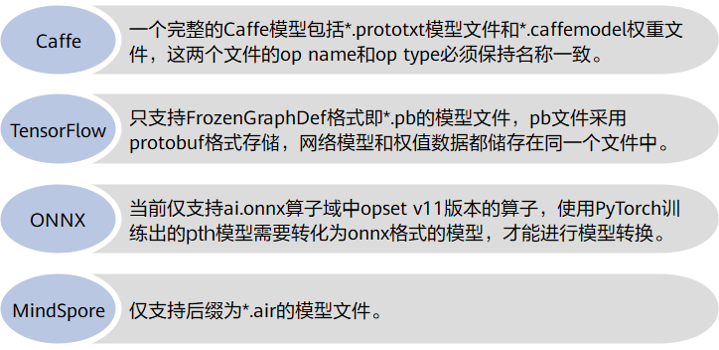 Caffe
一个完整的Caffe模型包括*.prototxt模型文件和*.caffemodel权重文
件，这两个文件的op name和op type必须保持名称一致。
TensorFlow
只支持FrozenGraphDef格式即*.pb的模型文件，pb文件采用
protobuf格式存储，网络模型和权值数据都储存在同一个文件中。
ONNX
当前仅支持ai.onnx算子域中opset v11版本的算子，使用PyTorch训
练出的pth模型需要转化为onnx格式的模型，才能进行模型转换。
MindSpore
仅支持后缀为*.air的模型文件。